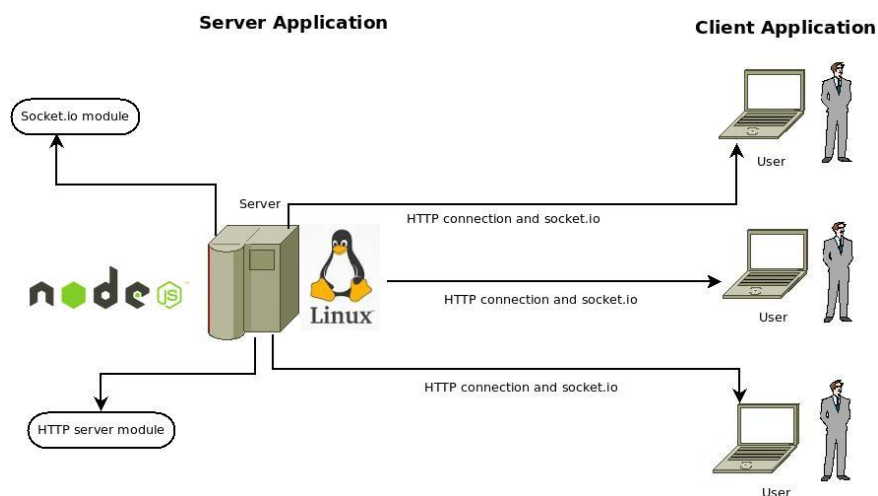 Server Application
Client Application
Socket.io module
User
Server
HTTP connection and socket.io
node JS ™
Linux
HTTP connection and socket.io
User
HTTP connection and socket.io
HTTP server module
User